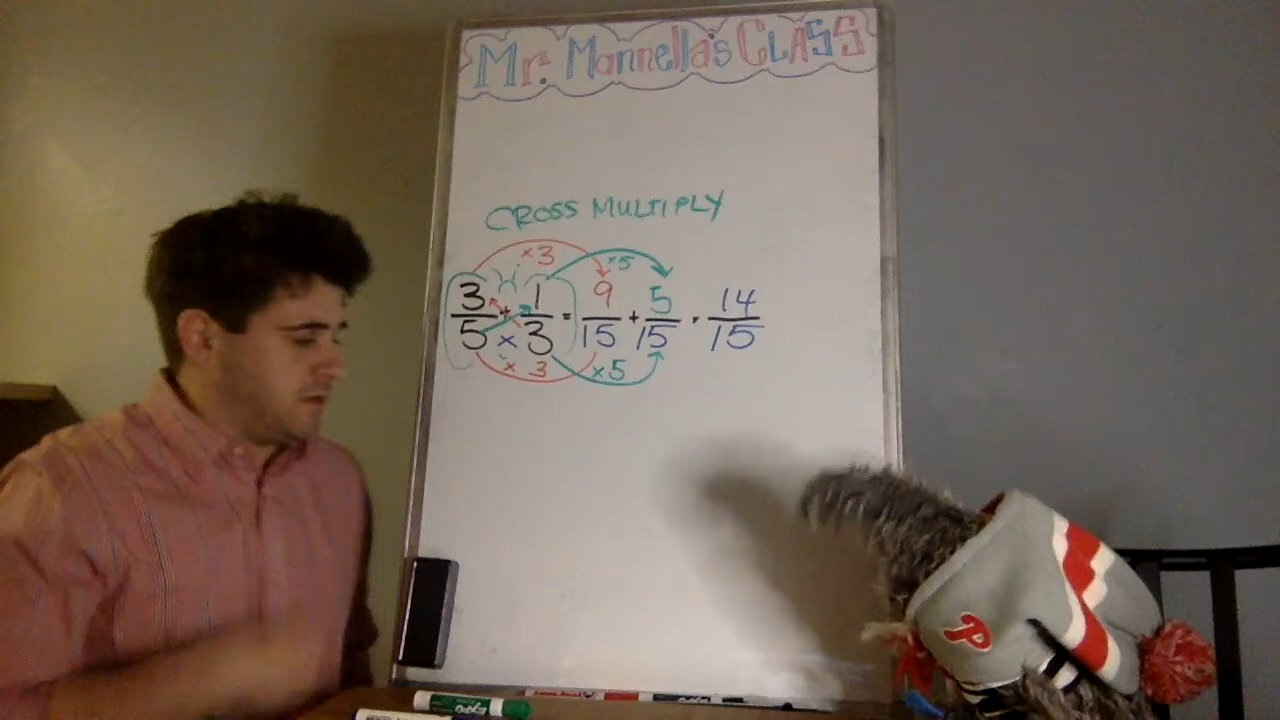 Mr. Mannella's CLASS
CROSS MULTIPLY
×3 ×5
3/5 + 1/3 = 9/15 + 5/15 · 14/15
×
× 3 ×5
P
EXPO